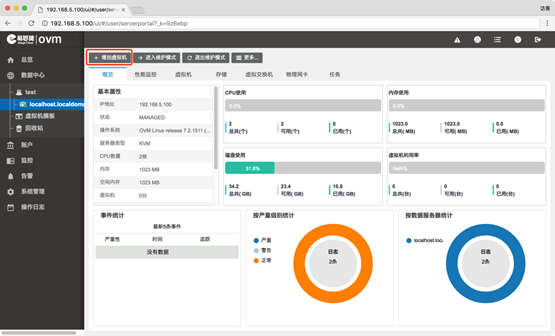 192.168.5.100/ui/#/user/s ×
访客
192.168.5.100/ui/#/user/serverportal?_k=9z6ebp
易思捷 | ovm
+ 增加虚拟机
进入维护模式
退出维护模式
更多...
总览
数据中心
test
localhost.localdoma
虚拟机模板
回收站
账户
监控
告警
系统管理
操作日志
概览 性能监控 虚拟机 存储 虚拟交换机 物理网卡 任务
基本属性
IP地址 192.168.5.100
状态 MANAGED
操作系统 OVM Linux release 7.2.1511 (...
服务器类型 KVM
CPU数量 2颗
内存 1023 MB
空闲内存 1023 MB
虚拟机 0台
CPU使用
0.0%
2 2 0
总共(个) 可用(个) 已用(个)
内存使用
0.0%
1023.0 1023.0 0.0
总共( MB) 可用( MB) 已用( MB)
磁盘使用
31.6%
34.2 23.4 10.8
总共( GB) 可用( GB) 已用( GB)
虚拟机利用率
NaN%
0 0 0
总共(台) 可用(台) 已用(台)
事件统计
最新5条事件
严重性 时间 追踪
没有数据
按严重级别统计
严重
警告
正常
日志
2条
按数据服务器统计
localhost.loc
日志
2条